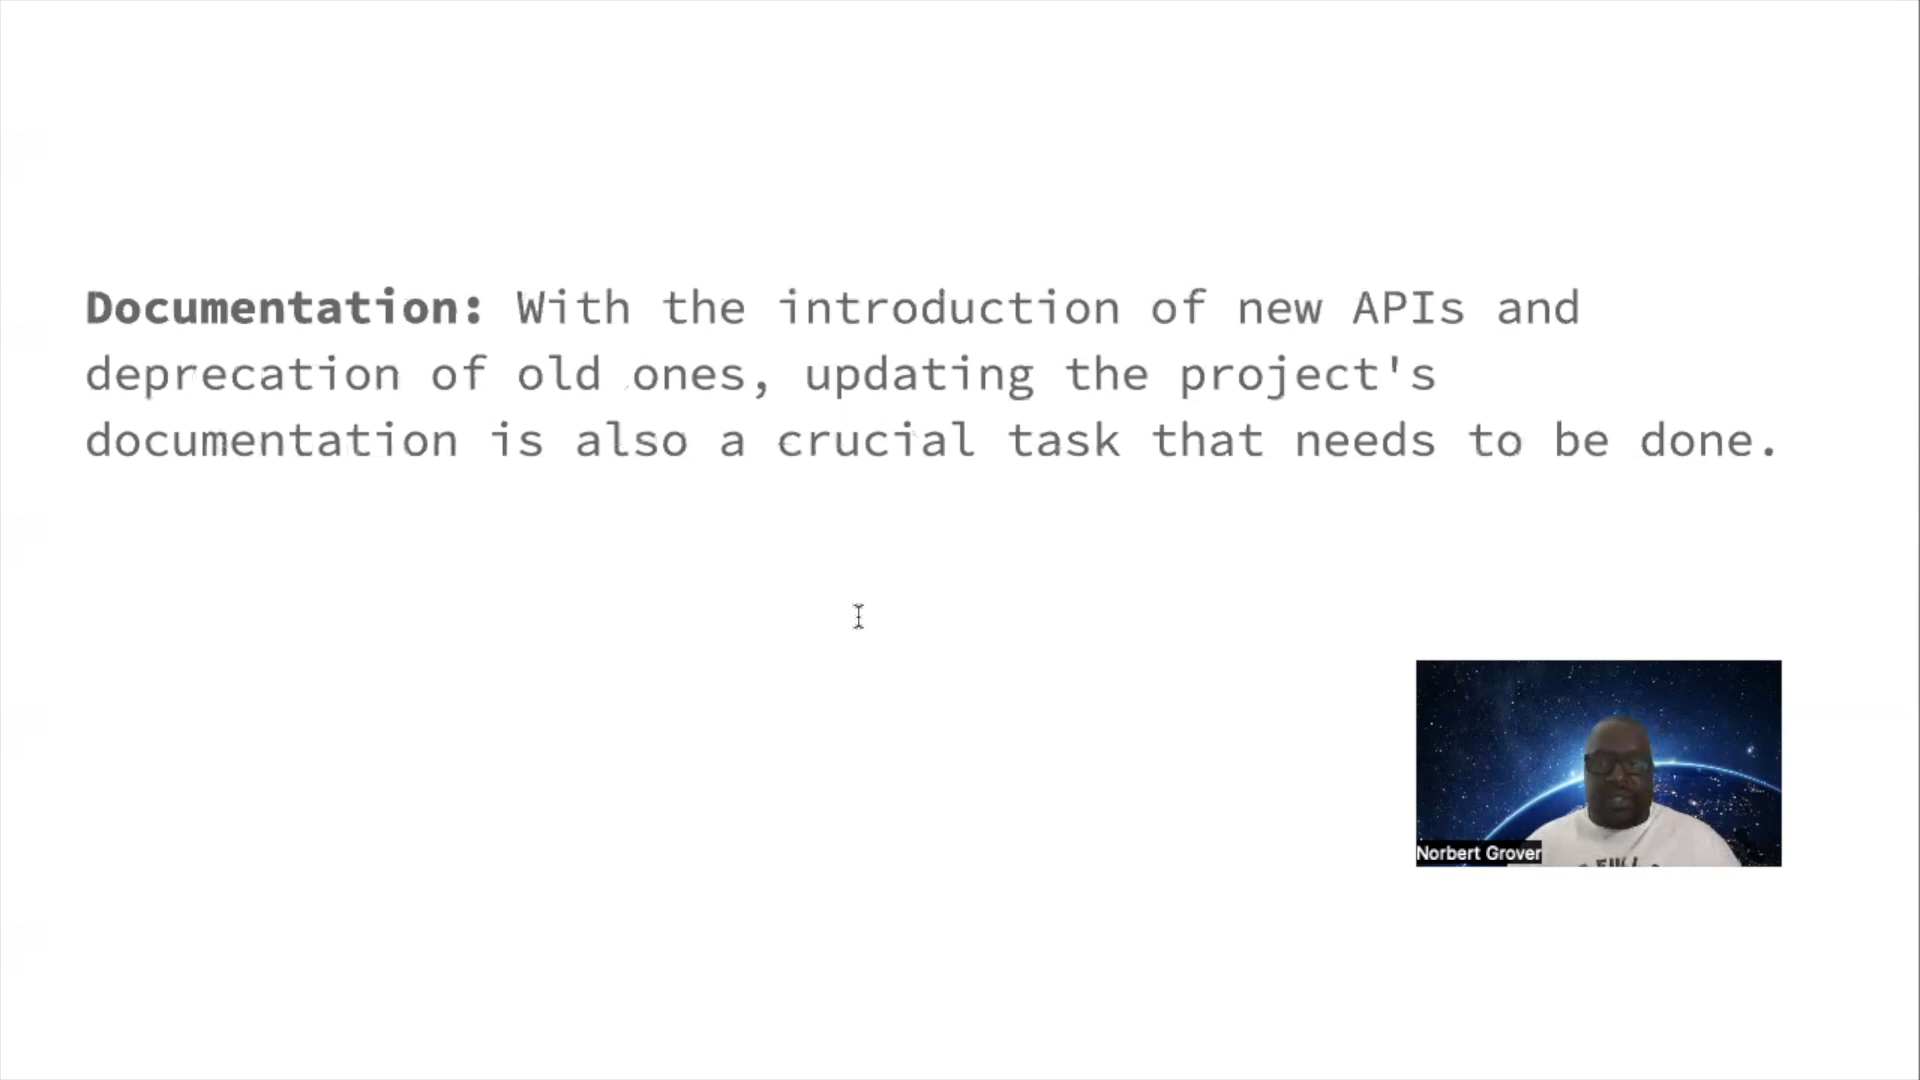 Documentation: With the introduction of new APIs and
deprecation of old ones, updating the project's
documentation is also a crucial task that needs to be done.
Norbert Grover